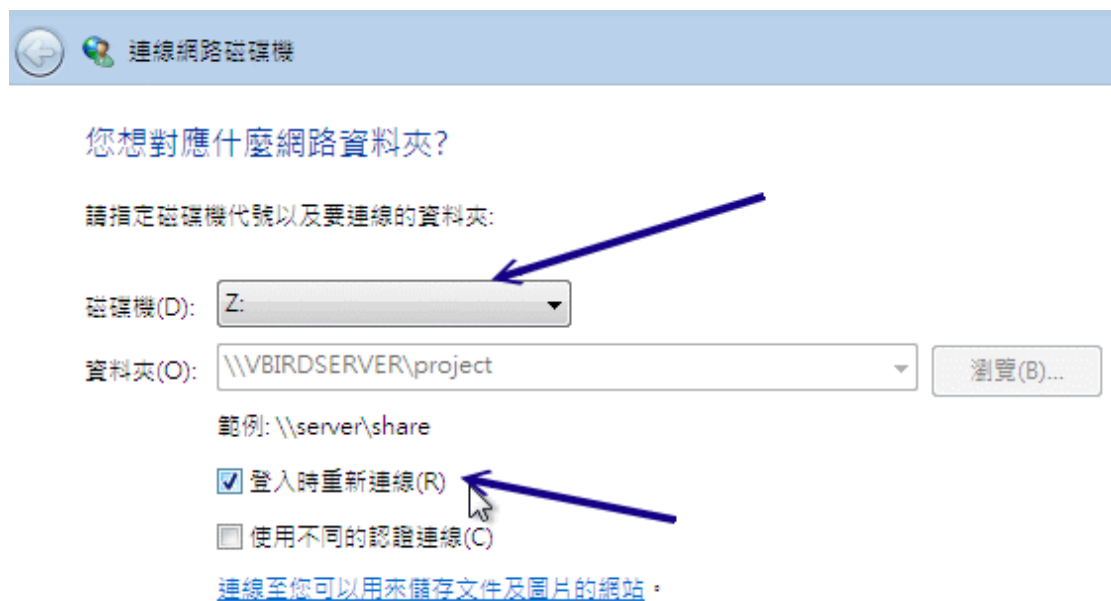 連線網路磁碟機
您想對應什麼網路資料夾?
請指定磁碟機代號以及要連線的資料夾:
磁碟機(D): Z:
資料夾(O): \\VBIRDSERVER\project 瀏覽(B)...
範例: \\server\share
登入時重新連線(R)
使用不同的認證連線(C)
連線至您可以用來儲存文件及圖片的網站。